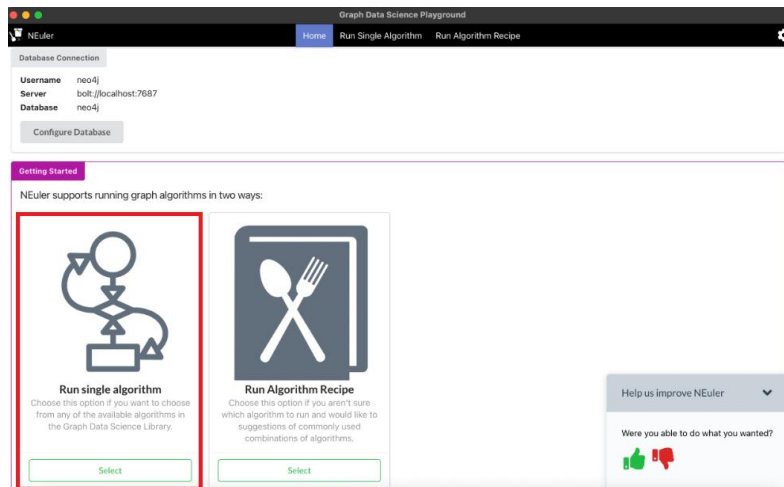 Graph Data Science Playground
NEuler
Home
Run Single Algorithm
Run Algorithm Recipe
Database Connection
Username neo4j
Server bolt://localhost:7687
Database neo4j
Configure Database
Getting Started
NEuler supports running graph algorithms in two ways:
Run single algorithm
Choose this option if you want to choose
from any of the available algorithms in
the Graph Data Science Library.
Select
Run Algorithm Recipe
Choose this option if you aren't sure
which algorithm to run and would like to
suggestions of commonly used
combinations of algorithms.
Select
Help us improve NEuler
Were you able to do what you wanted?